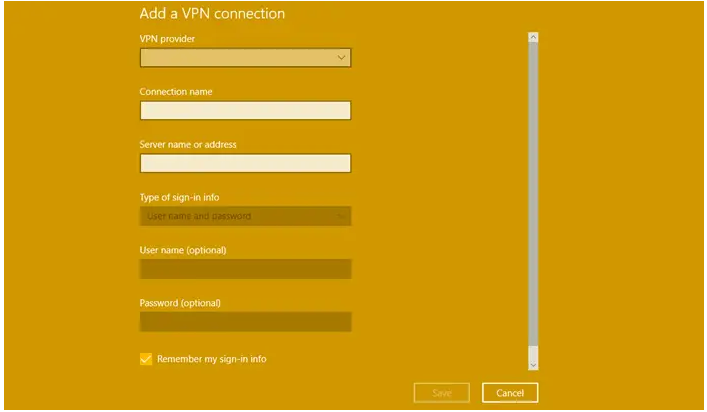 Add a VPN connection
VPN provider
Connection name
Server name or address
Type of sign-in info
User name and password
User name (optional)
Password (optional)
Remember my sign-in info
Save
Cancel